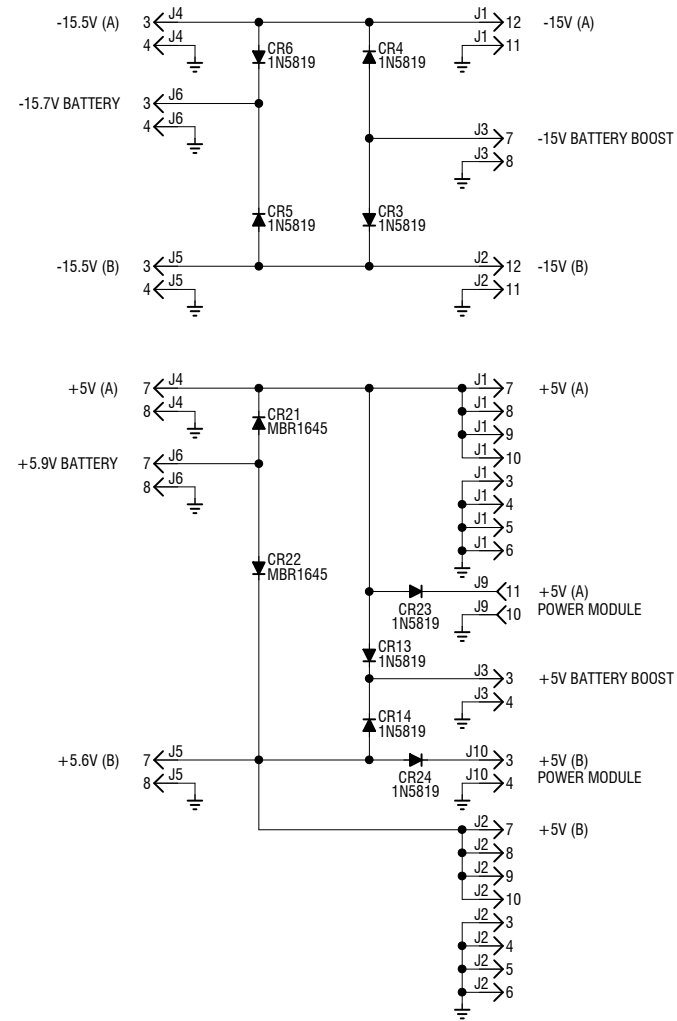 -15.5V (A) 3 J4 J1 12 -15V (A)
4 J4 CR6 CR4 J1 11
1N5819 1N5819
-15.7V BATTERY 3 J6
4 J6 J3 7 -15V BATTERY BOOST
J3 8
CR5 CR3
1N5819 1N5819
-15.5V (B) 3 J5 J2 12 -15V (B)
4 J5 J2 11
+5V (A) 7 J4 J1 7 +5V (A)
8 J4 CR21 J1 8
MBR1645 J1 9
+5.9V BATTERY 7 J6 J1 10
8 J6 J1 3
J1 4
J1 5
CR22 J1 6
MBR1645
J9 11 +5V (A)
CR23 J9 10 POWER MODULE
1N5819
CR13
1N5819
J3 3 +5V BATTERY BOOST
J3 4
CR14
1N5819
+5.6V (B) 7 J5 J10 3 +5V (B)
8 J5 CR24 J10 4 POWER MODULE
1N5819
J2 7 +5V (B)
J2 8
J2 9
J2 10
J2 3
J2 4
J2 5
J2 6